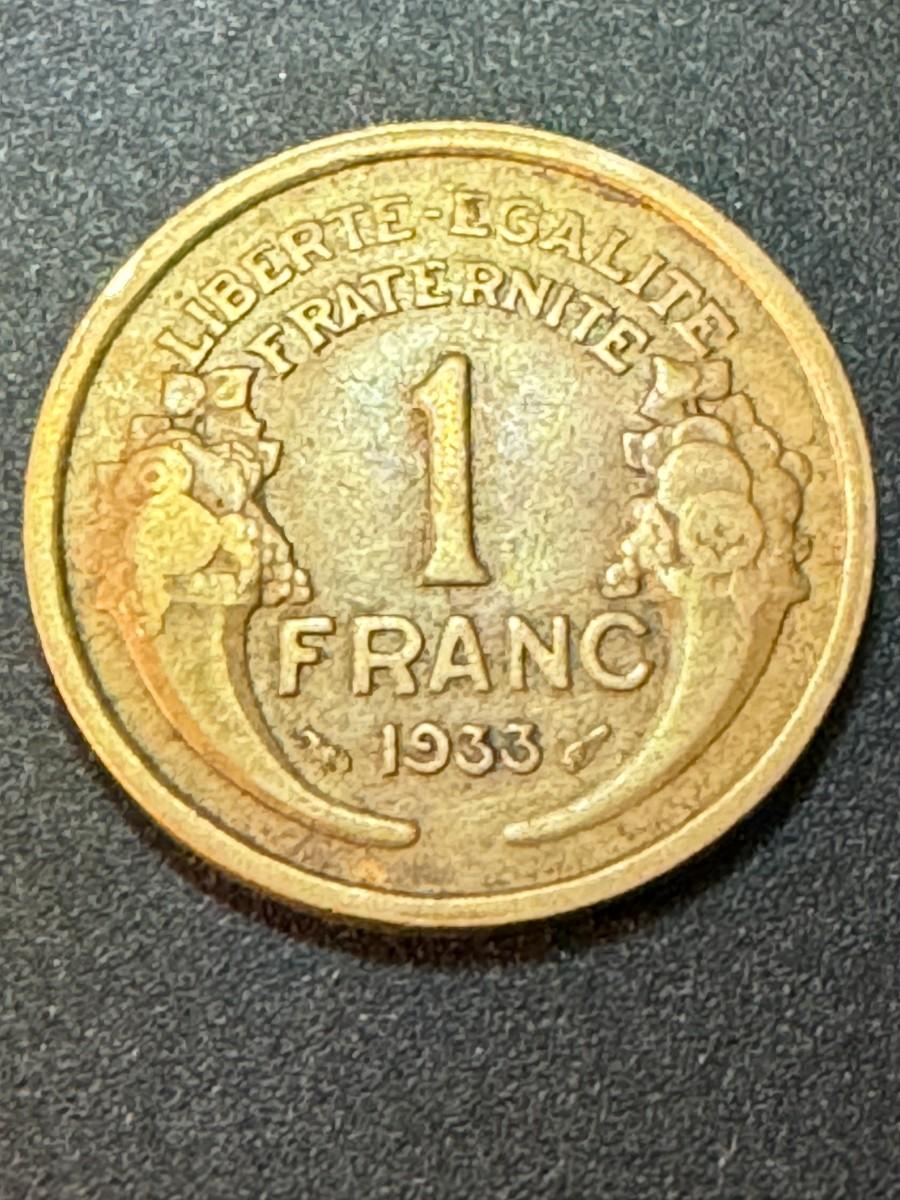 LIBERTE-EGALITE
FRATERNITE
1
FRANC
1933